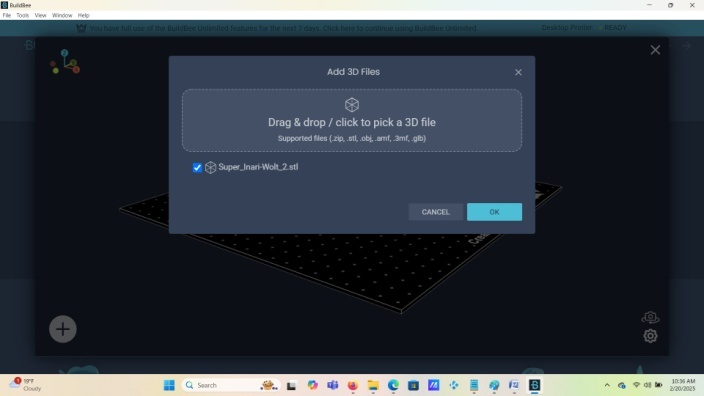 BuildBee
File Tools View Window Help
You have full use of the BuildBee Unlimited features for the next 7 days. Click here to continue using BuildBee Unlimited.
Desktop Printer READY
Add 3D Files
Drag & drop / click to pick a 3D file
Supported files (.zip, .stl, .obj, .amf, .3mf, .glb)
Super_Inari-Wolt_2.stl
CANCEL OK
19°F
Cloudy
Search
10:36 AM
2/20/2025